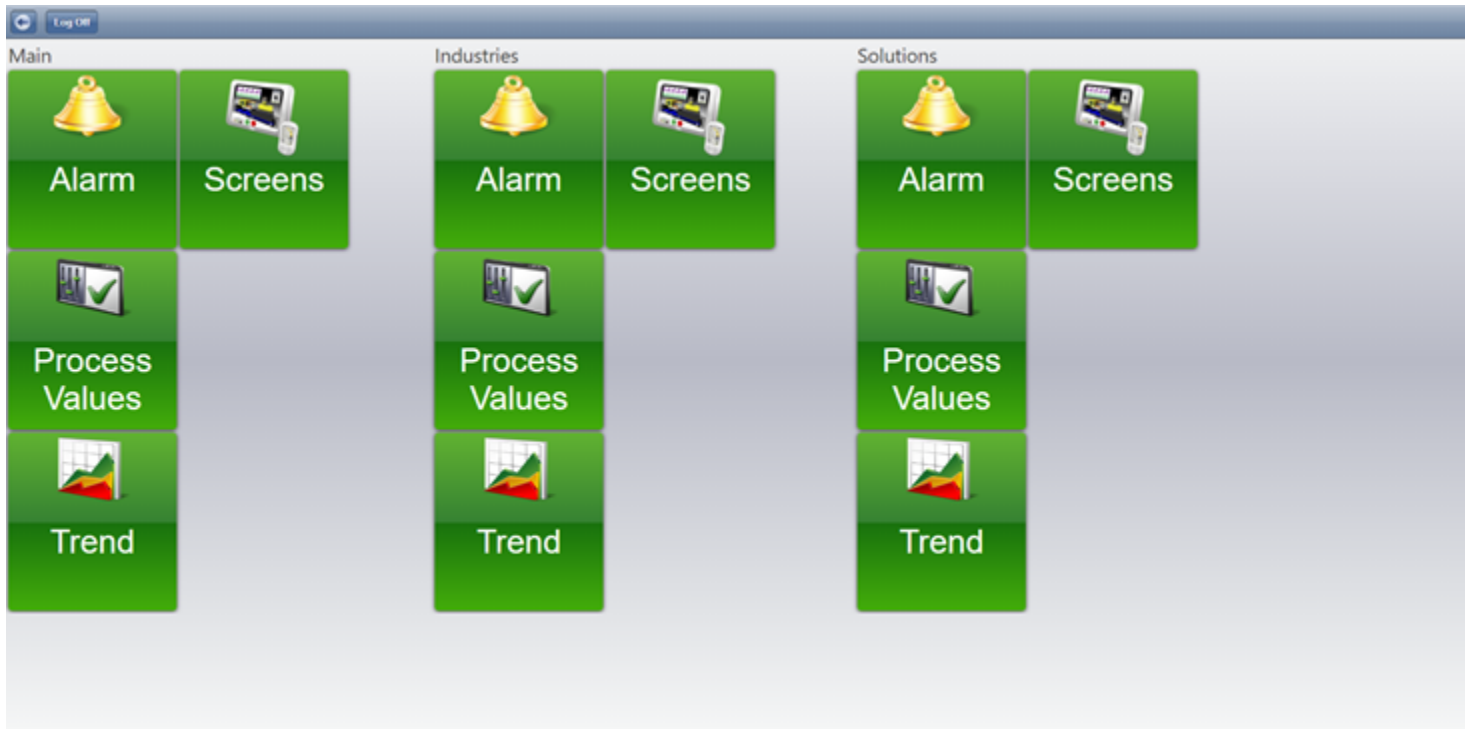 Log Off
Main
Industries
Solutions
Alarm
Screens
Alarm
Screens
Alarm
Screens
Process
Values
Process
Values
Process
Values
Trend
Trend
Trend